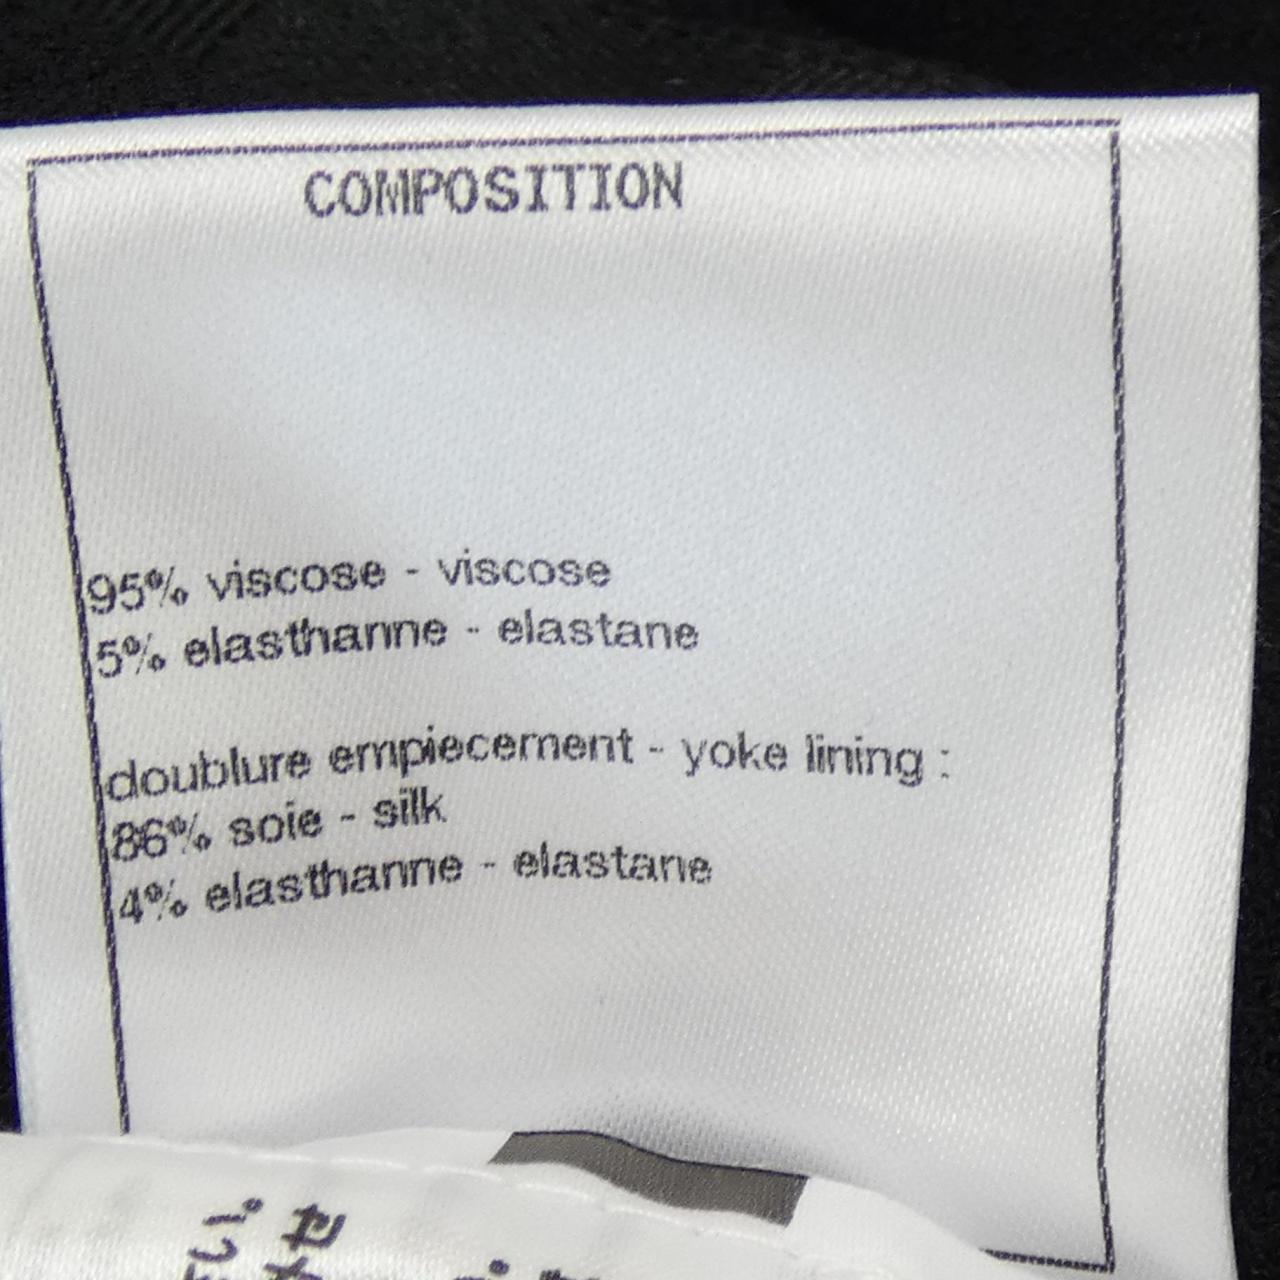 COMPOSITION
95% viscose - viscose
5% elasthanne - elastane
doublure empiecement - yoke lining :
86% soie - silk
4% elasthanne - elastane